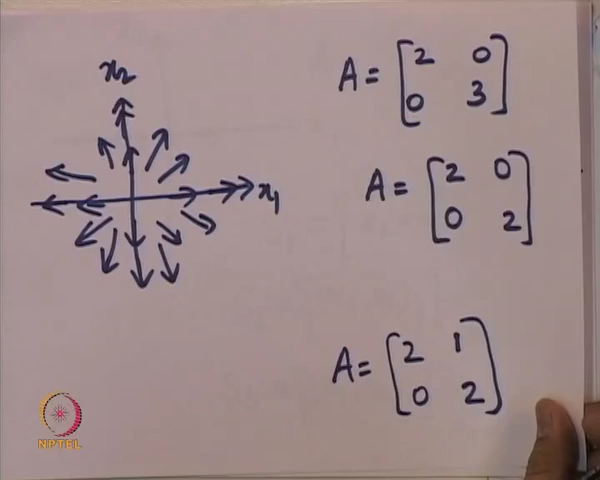 x₂
x₁
A = [2 0
0 3]
A = [2 0
0 2]
A = [2 1
0 2]
NPTEL